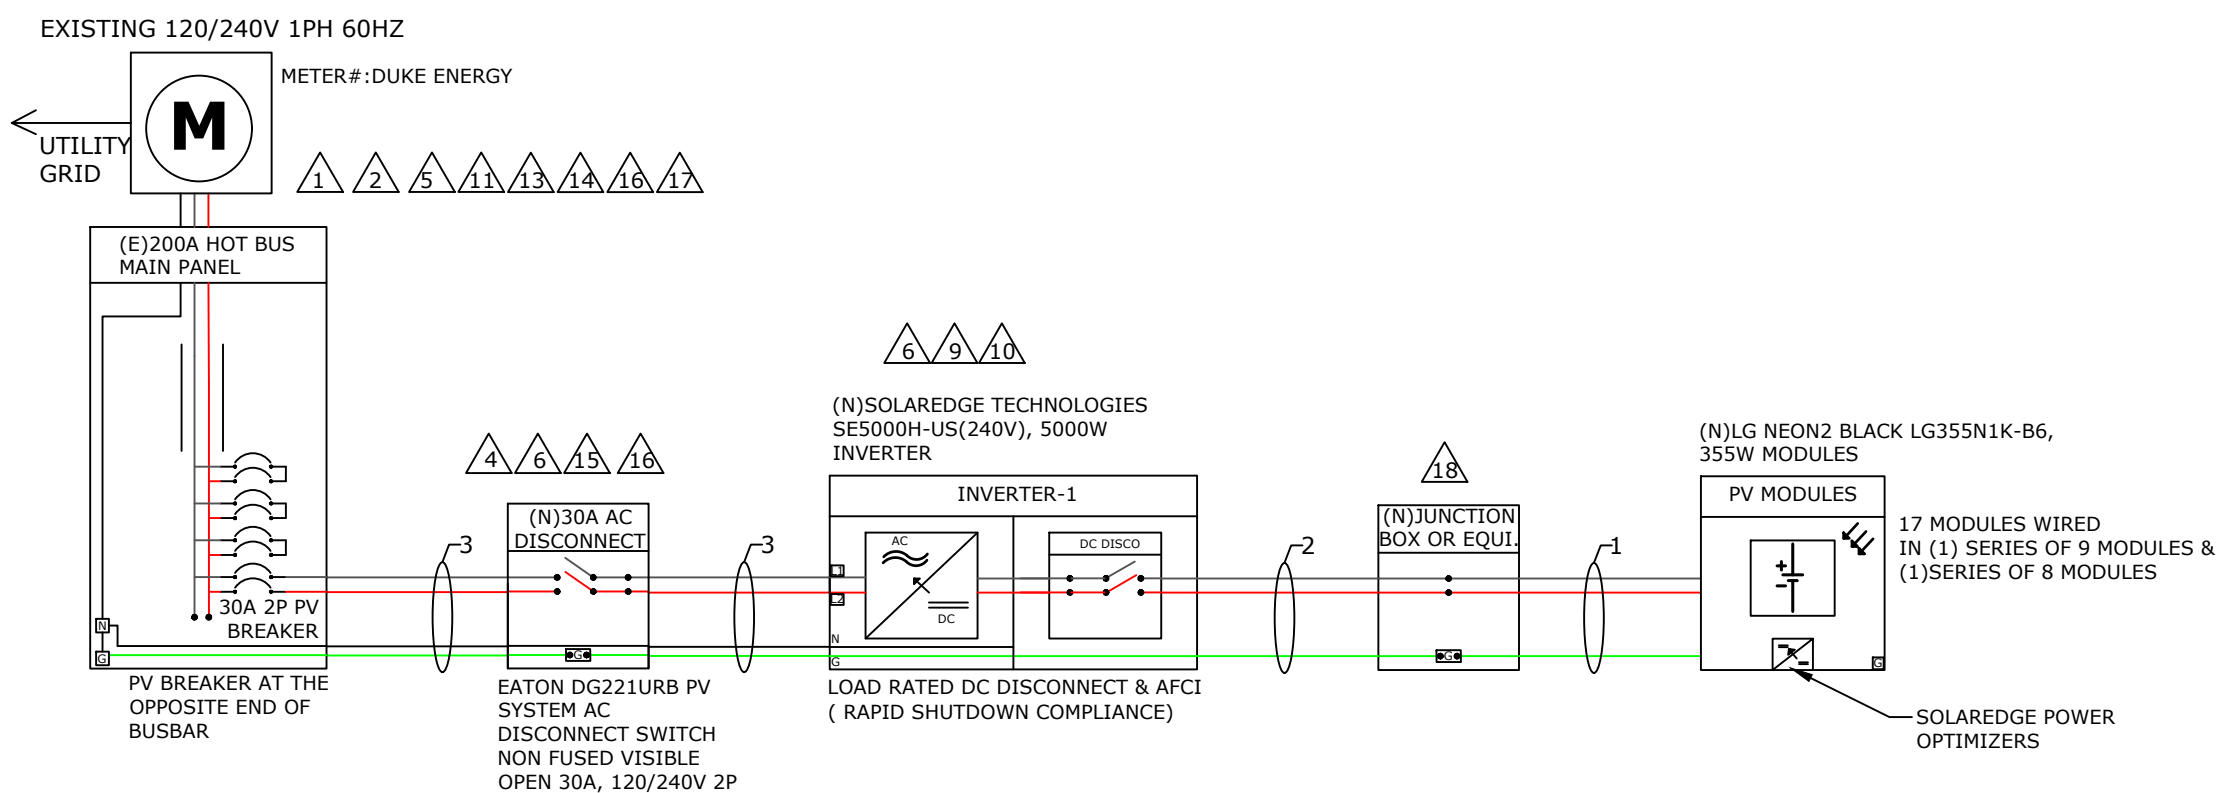 EXISTING 120/240V 1PH 60HZ
METER#:DUKE ENERGY
M
UTILITY
GRID
1 2 5 11 13 14 16 17
(E)200A HOT BUS
MAIN PANEL
30A 2P PV
BREAKER
N
G
PV BREAKER AT THE
OPPOSITE END OF
BUSBAR
3
4 6 15 16
(N)30A AC
DISCONNECT
G
EATON DG221URB PV
SYSTEM AC
DISCONNECT SWITCH
NON FUSED VISIBLE
OPEN 30A, 120/240V 2P
3
6 9 10
(N)SOLAREDGE TECHNOLOGIES
SE5000H-US(240V), 5000W
INVERTER
INVERTER-1
L1
L2
N
G
AC
DC
DC DISCO
LOAD RATED DC DISCONNECT & AFCI
( RAPID SHUTDOWN COMPLIANCE)
2
18
(N)JUNCTION
BOX OR EQUI.
G
1
(N)LG NEON2 BLACK LG355N1K-B6,
355W MODULES
PV MODULES
+
-
G
17 MODULES WIRED
IN (1) SERIES OF 9 MODULES &
(1)SERIES OF 8 MODULES
SOLAREDGE POWER
OPTIMIZERS